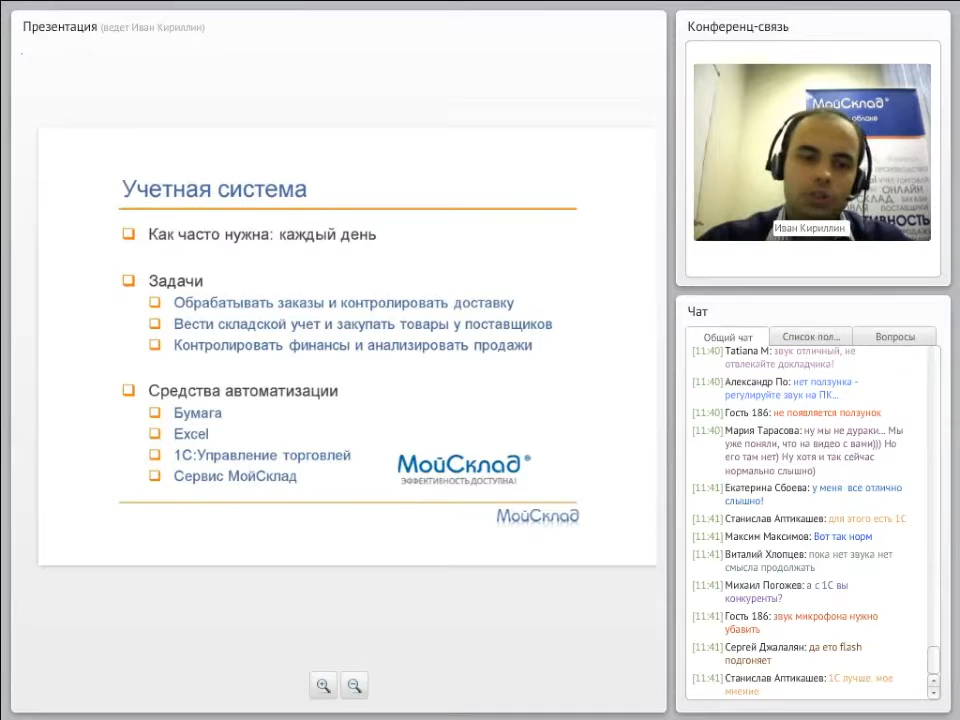 Презентация (ведет Иван Кириллин)
Учетная система
Как часто нужна: каждый день
Задачи
Обрабатывать заказы и контролировать доставку
Вести складской учет и закупать товары у поставщиков
Контролировать финансы и анализировать продажи
Средства автоматизации
Бумага
Excel
1С:Управление торговлей
Сервис МойСклад
МойСклад®
ЭФФЕКТИВНОСТЬ ДОСТУПНА!
МойСклад
Конференц-связь
МойСклад®
облаке
ОНЛАЙН
СКЛАД ЗАКАЗ
ПОСТАВЩИК
Иван Кириллин
Чат
Общий чат
Список пол...
Вопросы
[11:40] Tatiana M: звук отличный, не
отвлекайте докладчика!
[11:40] Александр По: нет ползунка -
регулируйте звук на ПК...
[11:40] Гость 186: не появляется ползунок
[11:40] Мария Тарасова: ну мы не дураки... Мы
уже поняли, что на видео с вами))) Но
его там нет) Ну хотя и так сейчас
нормально слышно)
[11:41] Екатерина Сбоева: у меня все отлично
слышно!
[11:41] Станислав Аптикашев: для этого есть 1С
[11:41] Максим Максимов: Вот так норм
[11:41] Виталий Хлопцев: пока нет звука нет
смысла продолжать
[11:41] Михаил Погожев: а с 1С вы
конкуренты?
[11:41] Гость 186: звук микрофона нужно
убавить
[11:41] Сергей Джалалян: да ето flash
подгоняет
[11:41] Станислав Аптикашев: 1С лучше. мое
мнение